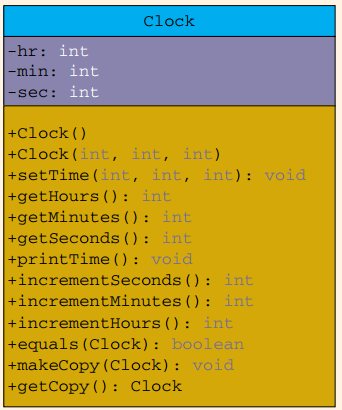 Clock
-hr: int
-min: int
-sec: int
+Clock()
+Clock(int, int, int)
+setTime(int, int, int): void
+getHours(): int
+getMinutes(): int
+getSeconds(): int
+printTime(): void
+incrementSeconds(): int
+incrementMinutes(): int
+incrementHours(): int
+equals(Clock): boolean
+makeCopy(Clock): void
+getCopy(): Clock